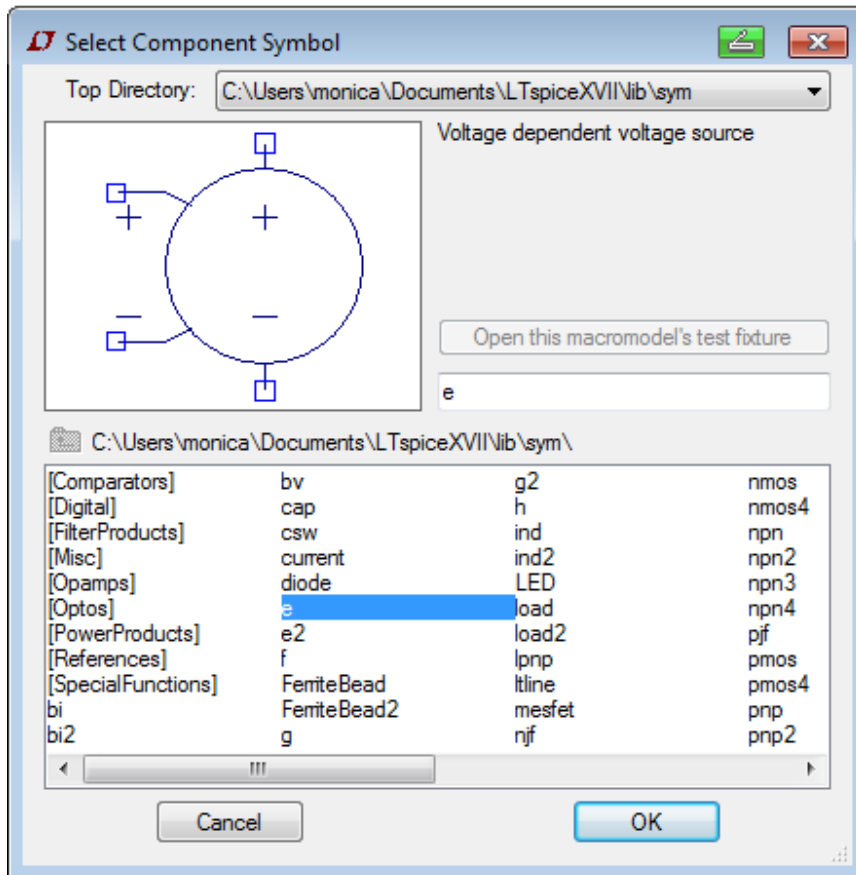 Select Component Symbol
Top Directory: C:\Users\monica\Documents\LTspiceXVII\lib\sym
Voltage dependent voltage source
+ +
− −
Open this macromodel's test fixture
e
C:\Users\monica\Documents\LTspiceXVII\lib\sym\
[Comparators] bv g2 nmos
[Digital] cap h nmos4
[FilterProducts] csw ind npn
[Misc] current ind2 npn2
[Opamps] diode LED npn3
[Optos] e load npn4
[PowerProducts] e2 load2 pjf
[References] f lpnp pmos
[SpecialFunctions] FerriteBead ltline pmos4
bi FerriteBead2 mesfet pnp
bi2 g njf pnp2
Cancel OK